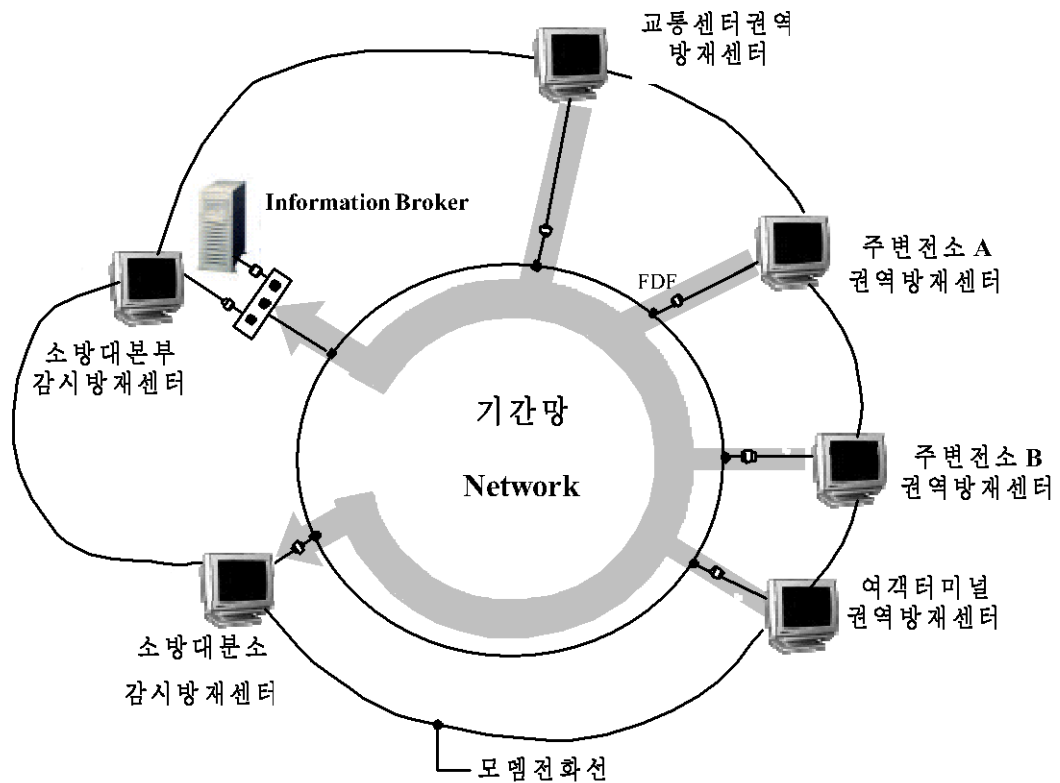 교통센터권역
방재센터
Information Broker
주변전소 A
권역방재센터
FDF
소방대본부
감시방재센터
기간망
Network
주변전소 B
권역방재센터
여객터미널
권역방재센터
소방대분소
감시방재센터
모뎀전화선